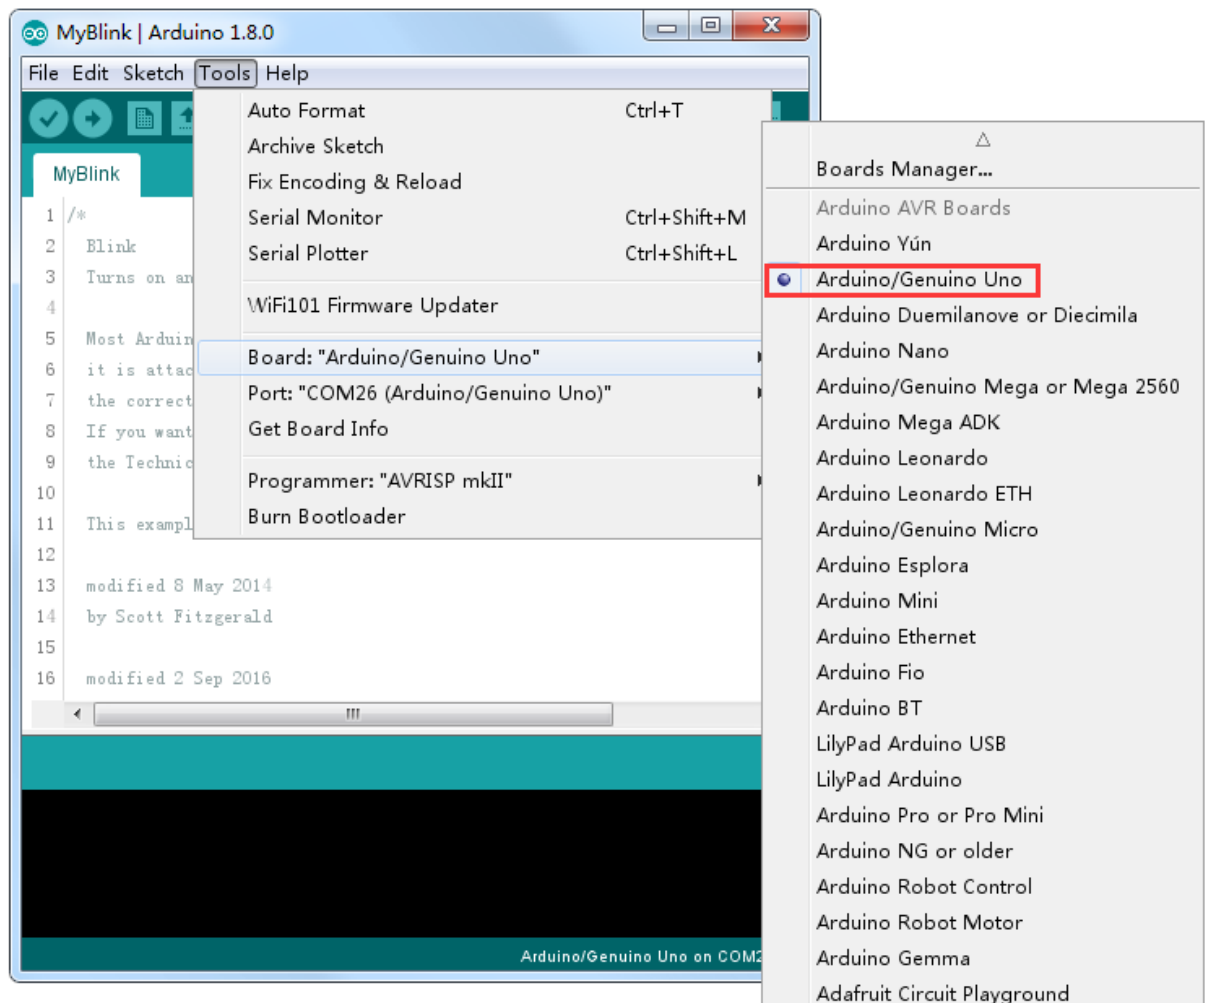 MyBlink | Arduino 1.8.0
File Edit Sketch Tools Help
Auto Format Ctrl+T
Archive Sketch
Fix Encoding & Reload
Serial Monitor Ctrl+Shift+M
Serial Plotter Ctrl+Shift+L
WiFi101 Firmware Updater
Board: "Arduino/Genuino Uno"
Port: "COM26 (Arduino/Genuino Uno)"
Get Board Info
Programmer: "AVRISP mkII"
Burn Bootloader
Boards Manager...
Arduino AVR Boards
Arduino Yún
Arduino/Genuino Uno
Arduino Duemilanove or Diecimila
Arduino Nano
Arduino/Genuino Mega or Mega 2560
Arduino Mega ADK
Arduino Leonardo
Arduino Leonardo ETH
Arduino/Genuino Micro
Arduino Esplora
Arduino Mini
Arduino Ethernet
Arduino Fio
Arduino BT
LilyPad Arduino USB
LilyPad Arduino
Arduino Pro or Pro Mini
Arduino NG or older
Arduino Robot Control
Arduino Robot Motor
Arduino Gemma
Adafruit Circuit Playground
MyBlink
1 /*
2 Blink
3 Turns on an
4
5 Most Arduin
6 it is attac
7 the correct
8 If you want
9 the Technic
10
11 This exampl
12
13 modified 8 May 2014
14 by Scott Fitzgerald
15
16 modified 2 Sep 2016
Arduino/Genuino Uno on COM2